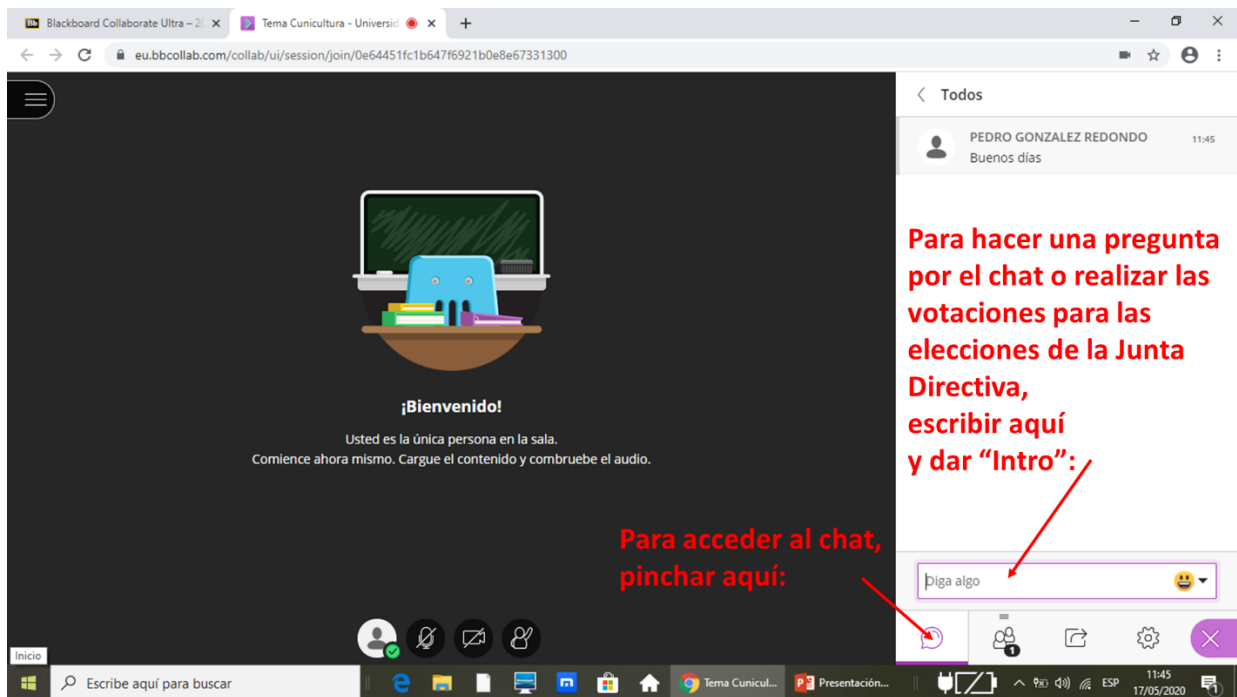 Blackboard Collaborate Ultra – 20
Tema Cunicultura - Universid
eu.bbcollab.com/collab/ui/session/join/0e64451fc1b647f6921b0e8e67331300
Todos
PEDRO GONZALEZ REDONDO 11:45
Buenos días
Para hacer una pregunta
por el chat o realizar las
votaciones para las
elecciones de la Junta
Directiva,
escribir aquí
y dar “Intro”:
¡Bienvenido!
Usted es la única persona en la sala.
Comience ahora mismo. Cargue el contenido y combruebe el audio.
Para acceder al chat,
pinchar aquí:
Diga algo
1
Inicio
Escribe aquí para buscar
Tema Cunicul...
Presentación...
ESP
11:45
17/05/2020
1